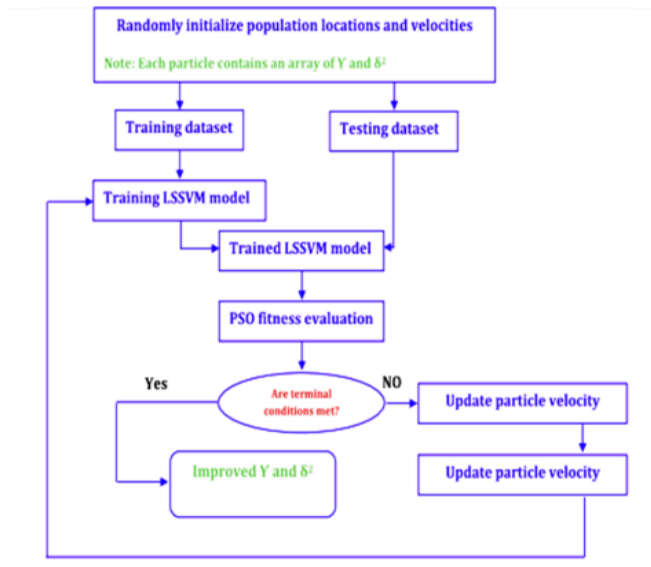 Randomly initialize population locations and velocities
Note: Each particle contains an array of Y and δ²
Training dataset
Testing dataset
Training LSSVM model
Trained LSSVM model
PSO fitness evaluation
Yes
Are terminal
conditions met?
NO
Update particle velocity
Improved Y and δ²
Update particle velocity